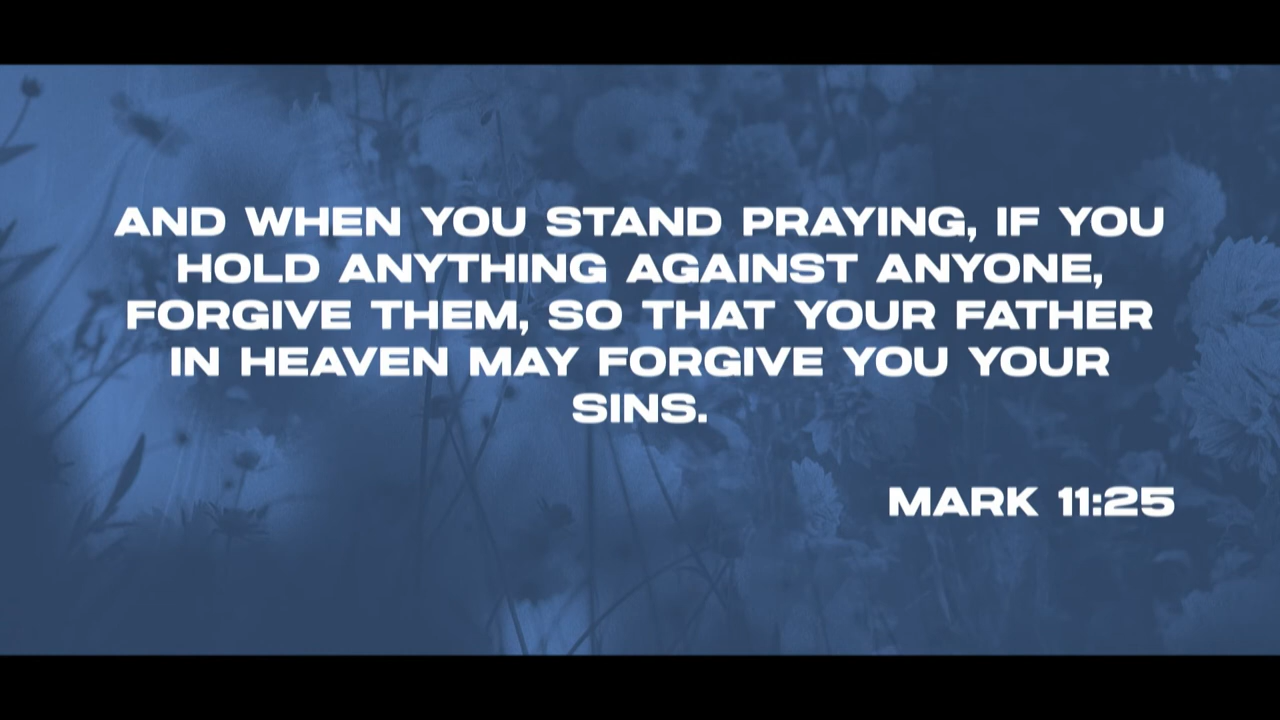 AND WHEN YOU STAND PRAYING, IF YOU
HOLD ANYTHING AGAINST ANYONE,
FORGIVE THEM, SO THAT YOUR FATHER
IN HEAVEN MAY FORGIVE YOU YOUR
SINS.
MARK 11:25